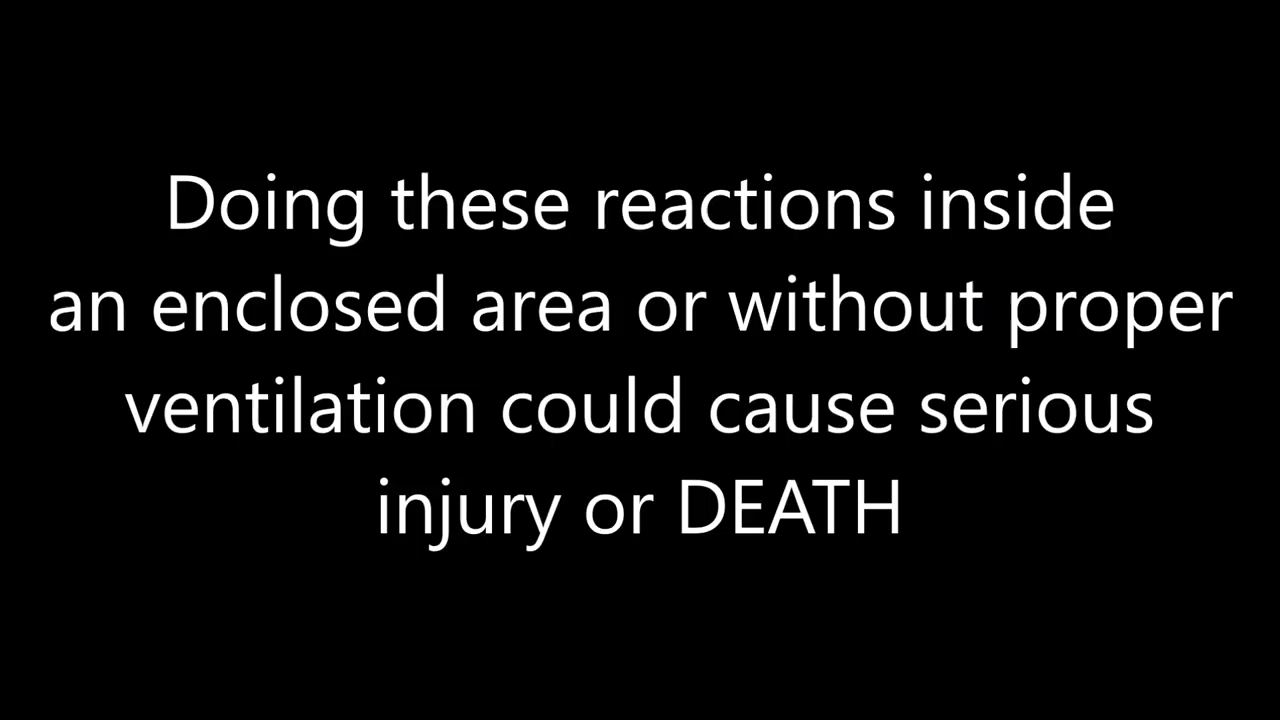 Doing these reactions inside
an enclosed area or without proper
ventilation could cause serious
injury or DEATH